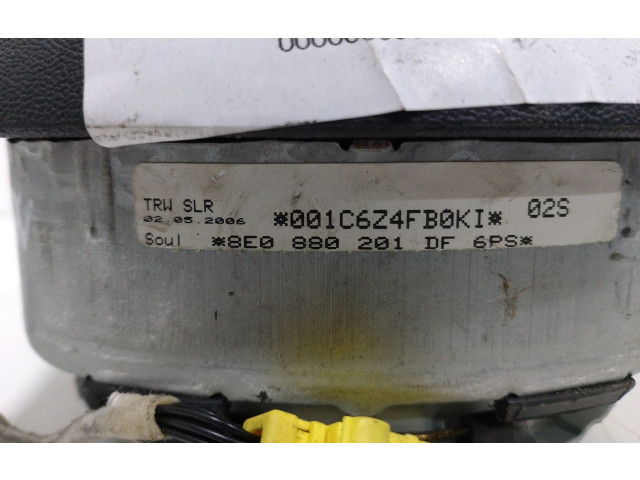 TRW SLR
02.05.2006 *001C6Z4FB0KI* 02S
Soul *8E0 880 201 DF 6PS*